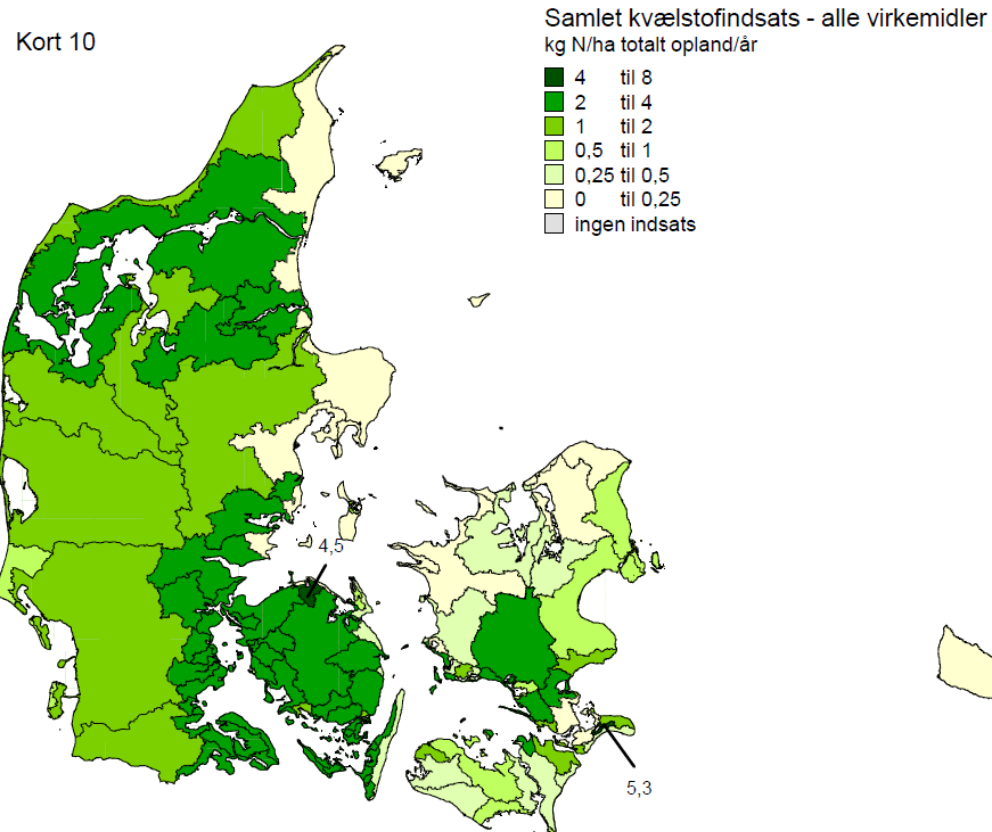 Kort 10
Samlet kvælstofindsats - alle virkemidler
kg N/ha totalt opland/år
4 til 8
2 til 4
1 til 2
0,5 til 1
0,25 til 0,5
0 til 0,25
ingen indsats
4,5
5,3